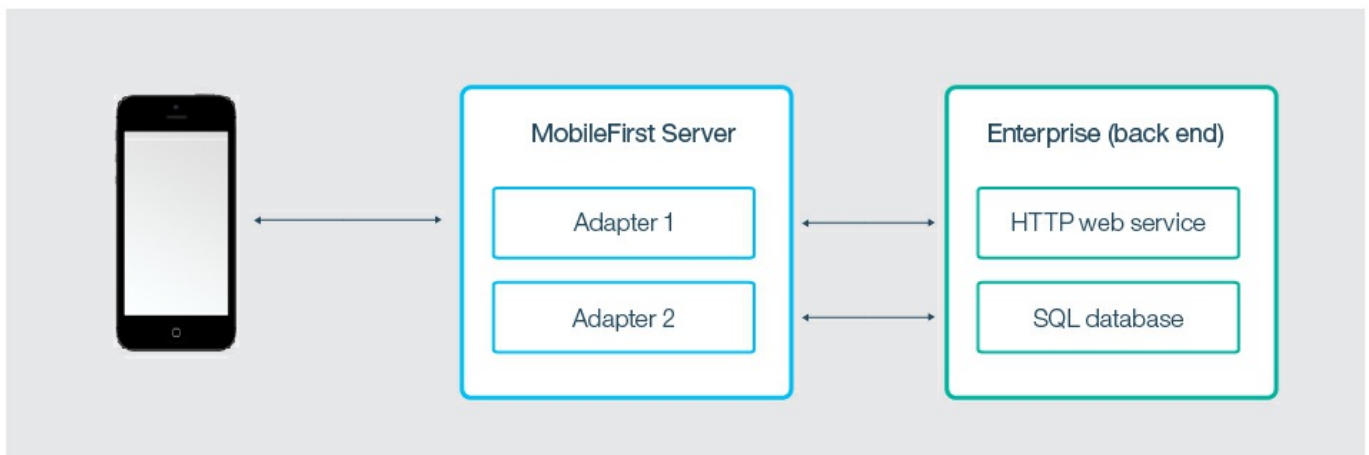 MobileFirst Server
Adapter 1
Adapter 2
Enterprise (back end)
HTTP web service
SQL database